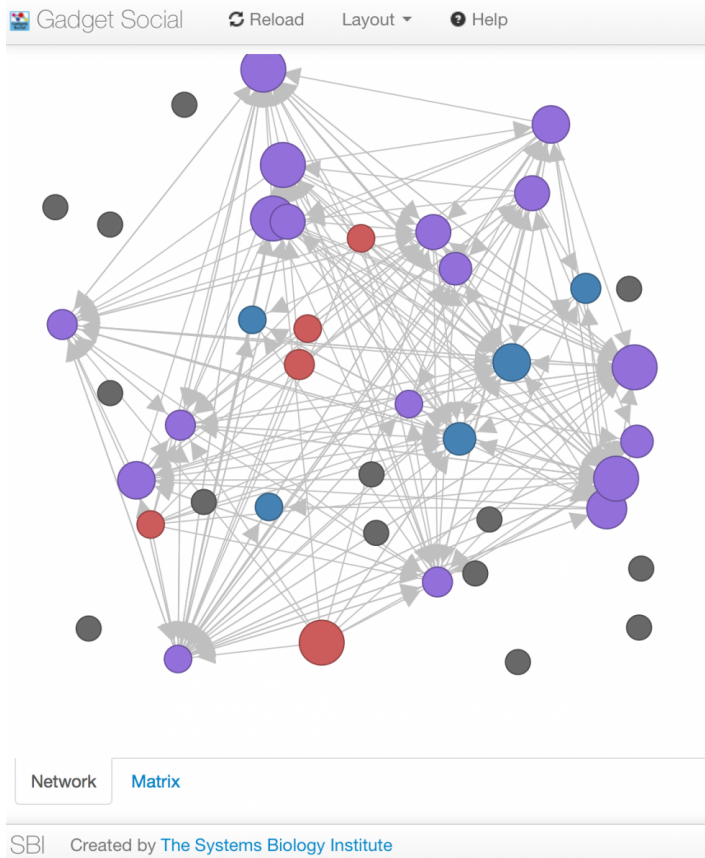 Gadget Social Reload Layout Help
Network Matrix
SBI Created by The Systems Biology Institute